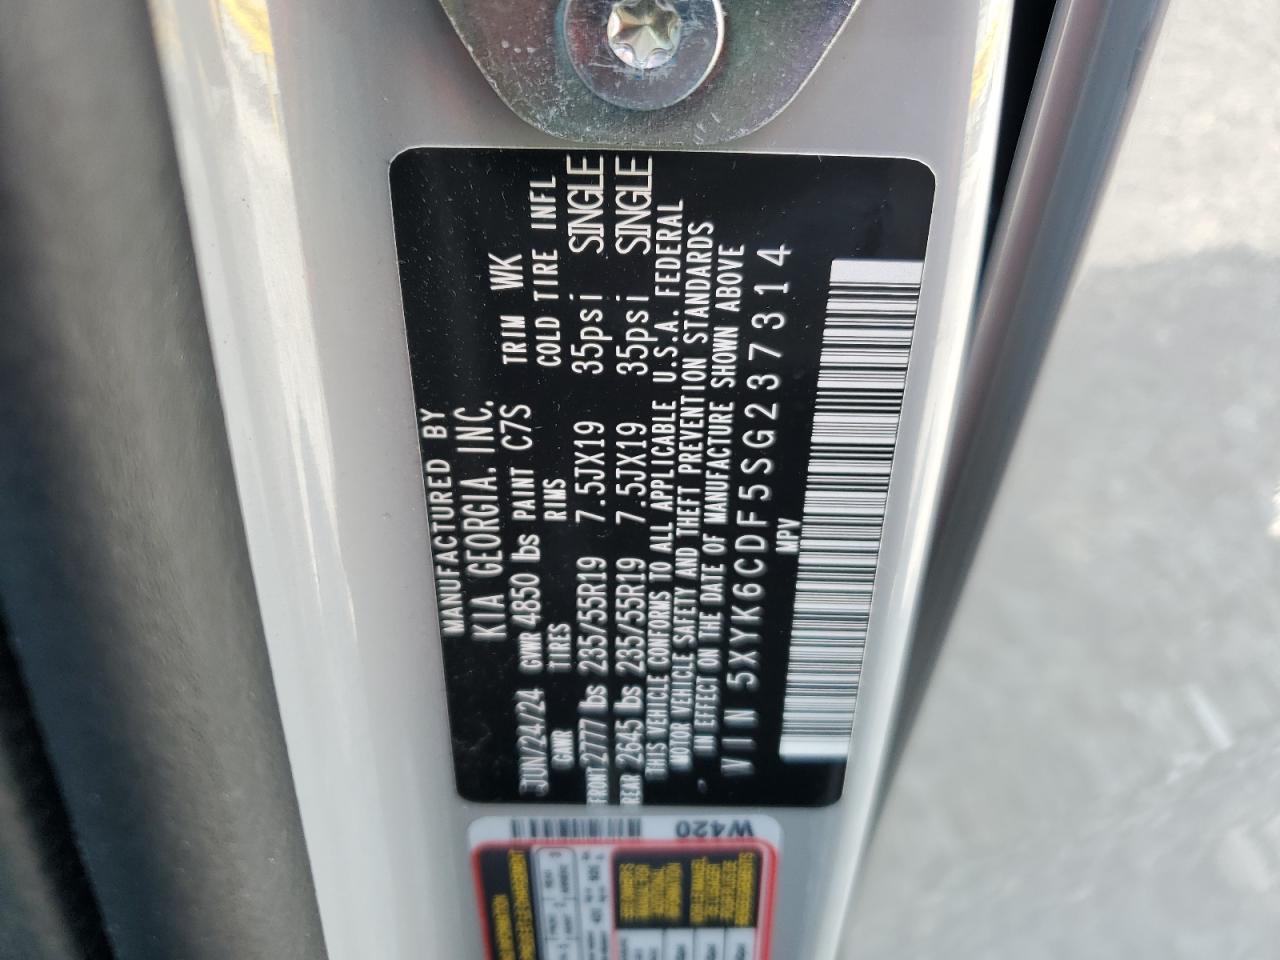 MANUFACTURED BY
KIA GEORGIA, INC.
JUN/24/24 GVWR 4850 lbs PAINT C7S TRIM WK
GAWR TIRES RIMS COLD TIRE INFL
FRONT 2777 lbs 235/55R19 7.5JX19 35psi SINGLE
REAR 2645 lbs 235/55R19 7.5JX19 35psi SINGLE
THIS VEHICLE CONFORMS TO ALL APPLICABLE U.S.A. FEDERAL
MOTOR VEHICLE SAFETY AND THEFT PREVENTION STANDARDS
IN EFFECT ON THE DATE OF MANUFACTURE SHOWN ABOVE
VIN 5XYK6CDF5SG237314
MPV
W420